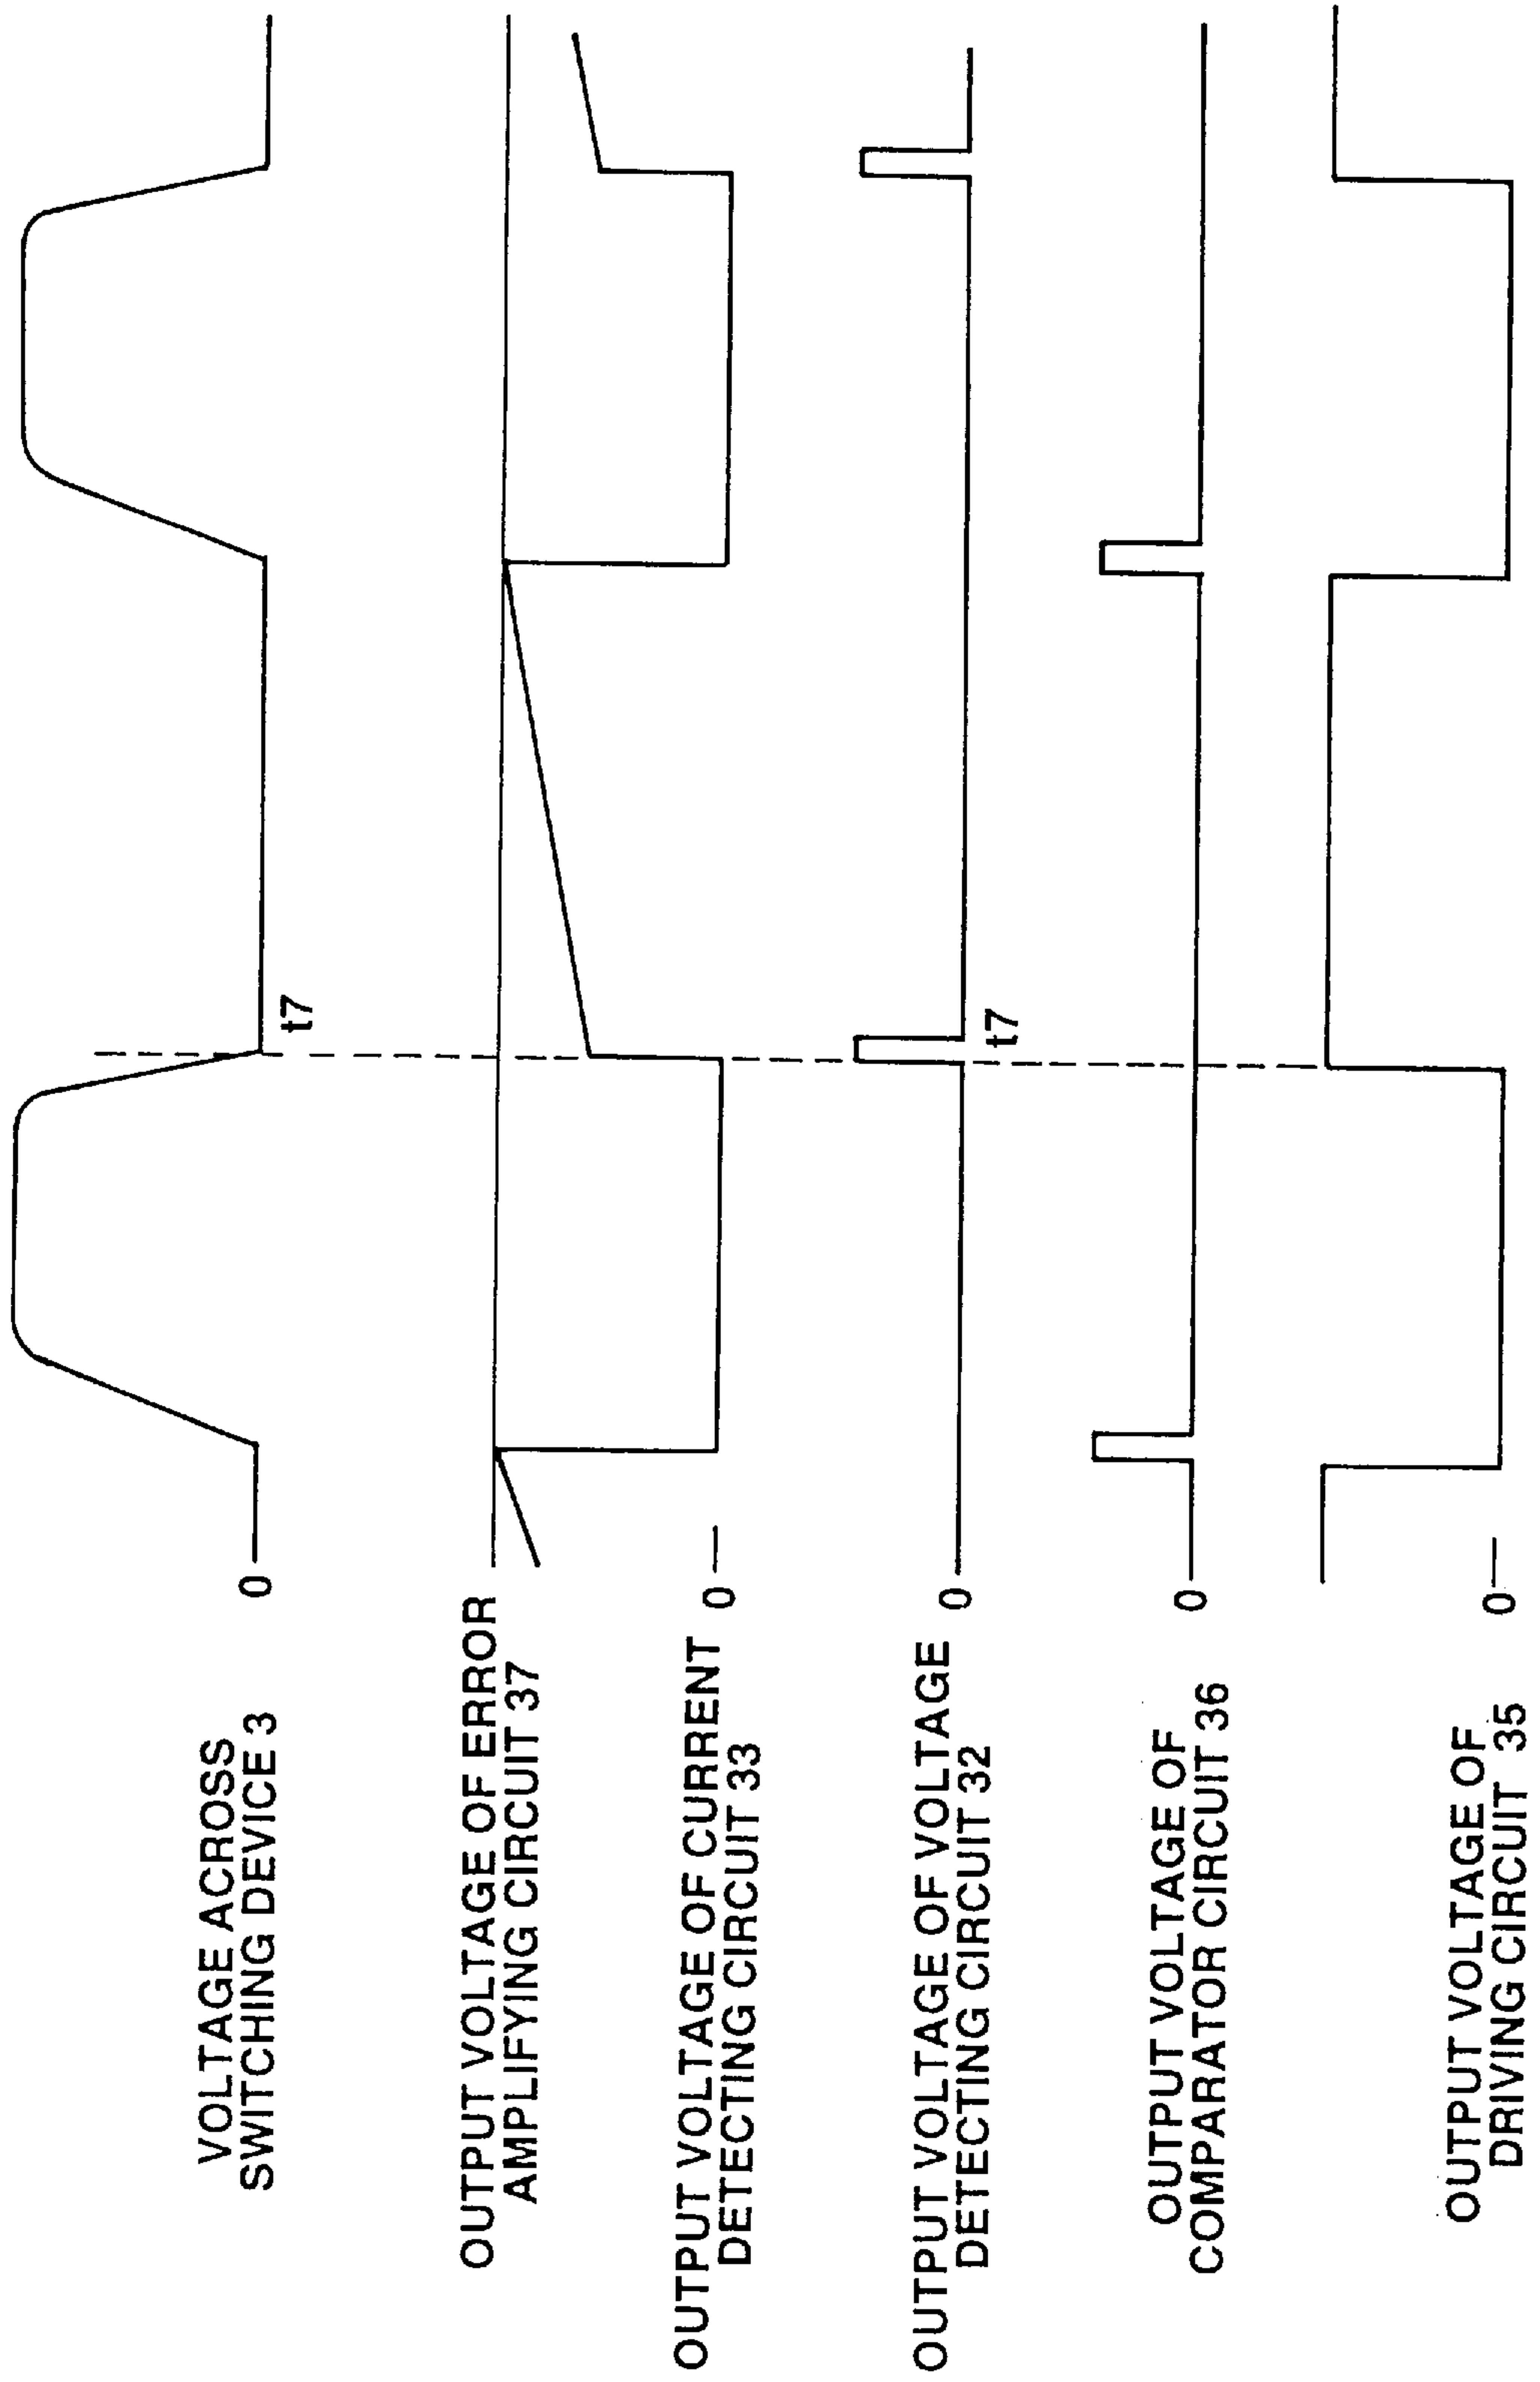 VOLTAGE ACROSS
SWITCHING DEVICE 3
0
t7
OUTPUT VOLTAGE OF ERROR
AMPLIFYING CIRCUIT 37
OUTPUT VOLTAGE OF CURRENT
DETECTING CIRCUIT 33
0
OUTPUT VOLTAGE OF VOLTAGE
DETECTING CIRCUIT 32
0
t7
OUTPUT VOLTAGE OF
COMPARATOR CIRCUIT 36
0
OUTPUT VOLTAGE OF
DRIVING CIRCUIT 35
0